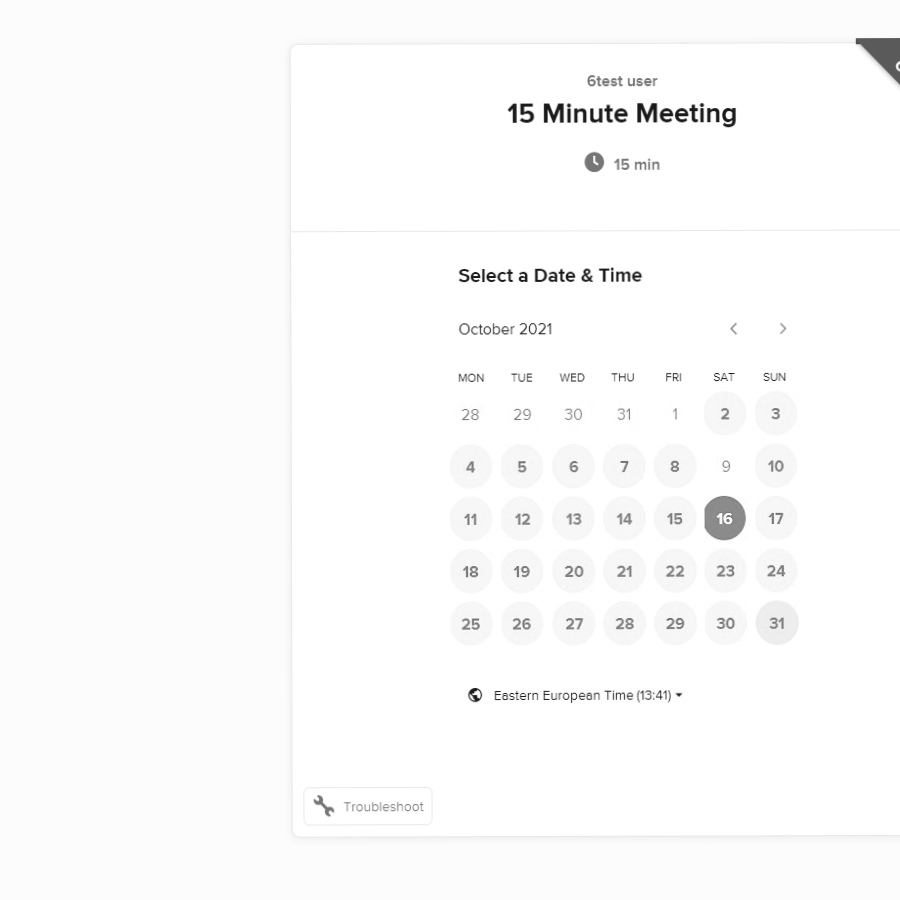 6test user
15 Minute Meeting
15 min
Select a Date & Time
October 2021
MON TUE WED THU FRI SAT SUN
28 29 30 31 1 2 3
4 5 6 7 8 9 10
11 12 13 14 15 16 17
18 19 20 21 22 23 24
25 26 27 28 29 30 31
Eastern European Time (13:41)
Troubleshoot